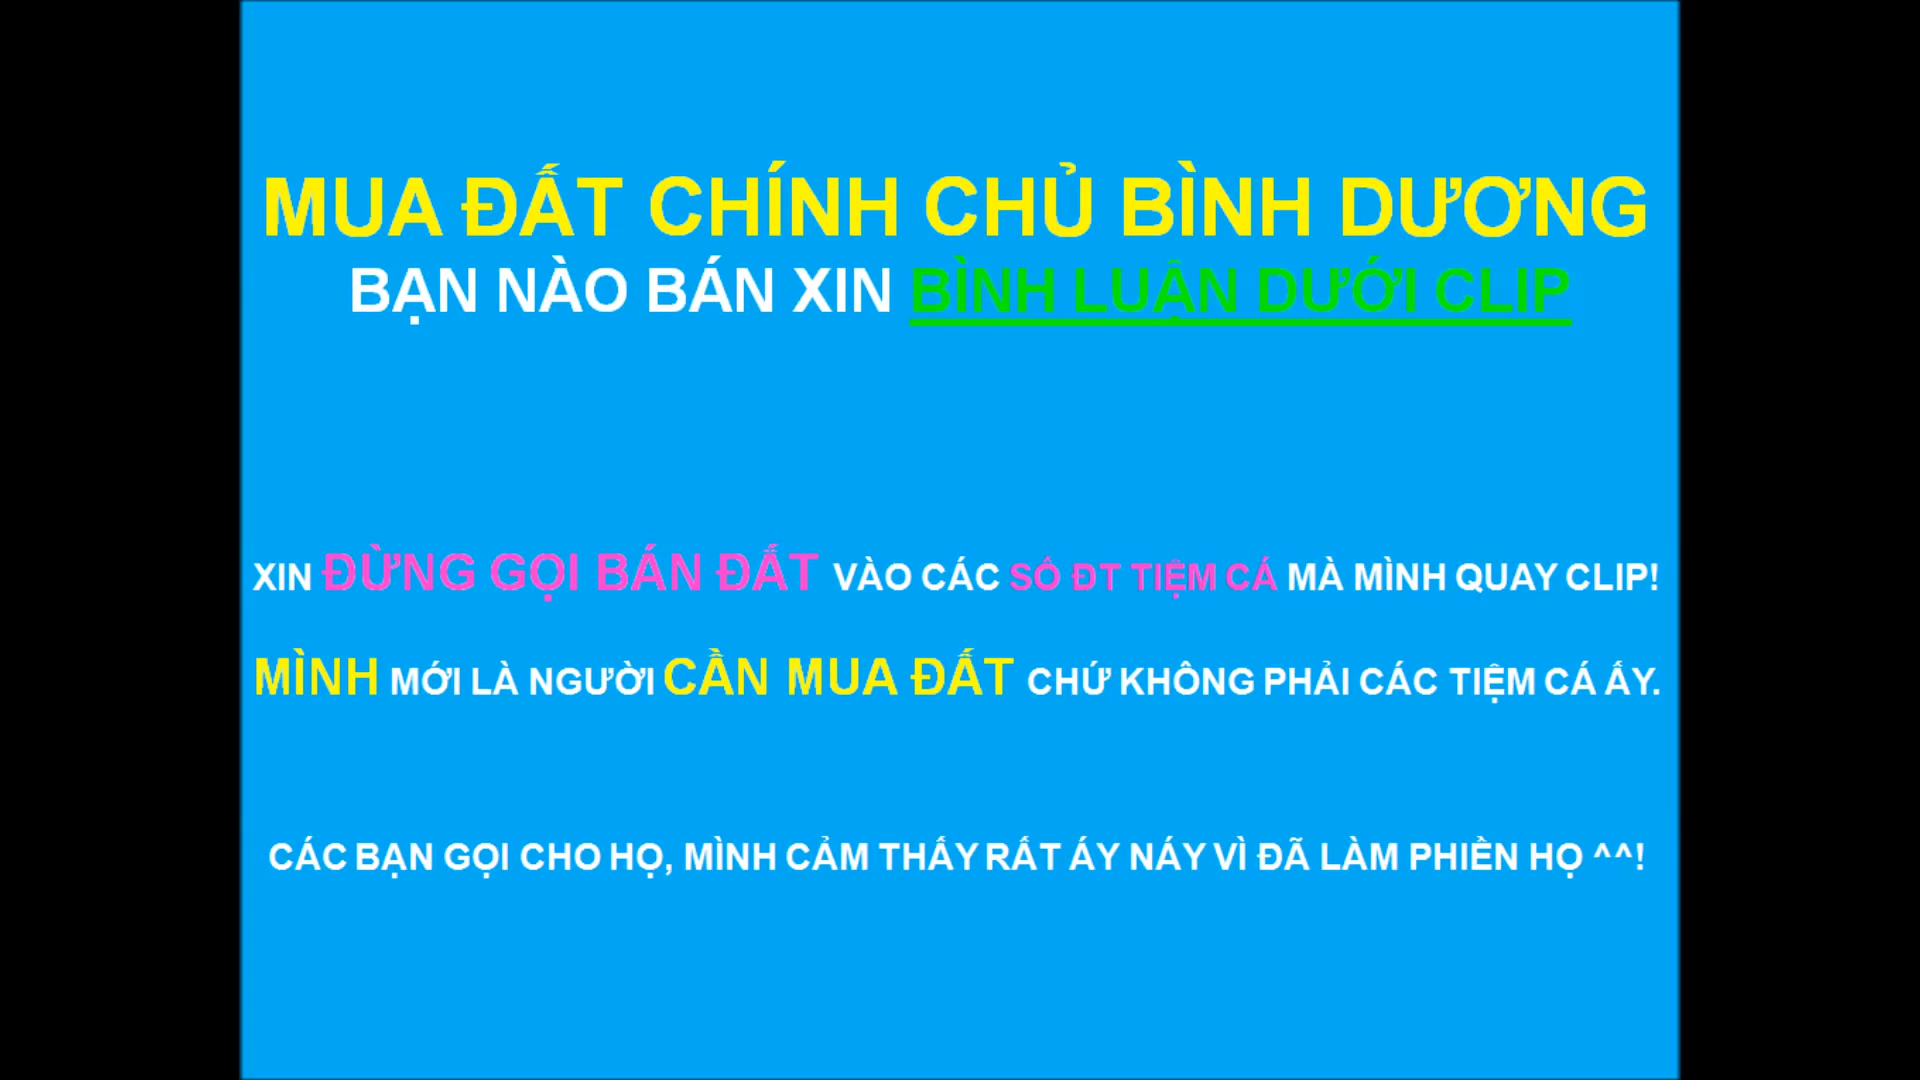 MUA ĐẤT CHÍNH CHỦ BÌNH DƯƠNG
BẠN NÀO BÁN XIN BÌNH LUẬN DƯỚI CLIP
XIN ĐỪNG GỌI BÁN ĐẤT VÀO CÁC SỐ ĐT TIỆM CÁ MÀ MÌNH QUAY CLIP!
MÌNH MỚI LÀ NGƯỜI CẦN MUA ĐẤT CHỨ KHÔNG PHẢI CÁC TIỆM CÁ ẤY.
CÁC BẠN GỌI CHO HỌ, MÌNH CẢM THẤY RẤT ÁY NÁY VÌ ĐÃ LÀM PHIỀN HỌ ^^!